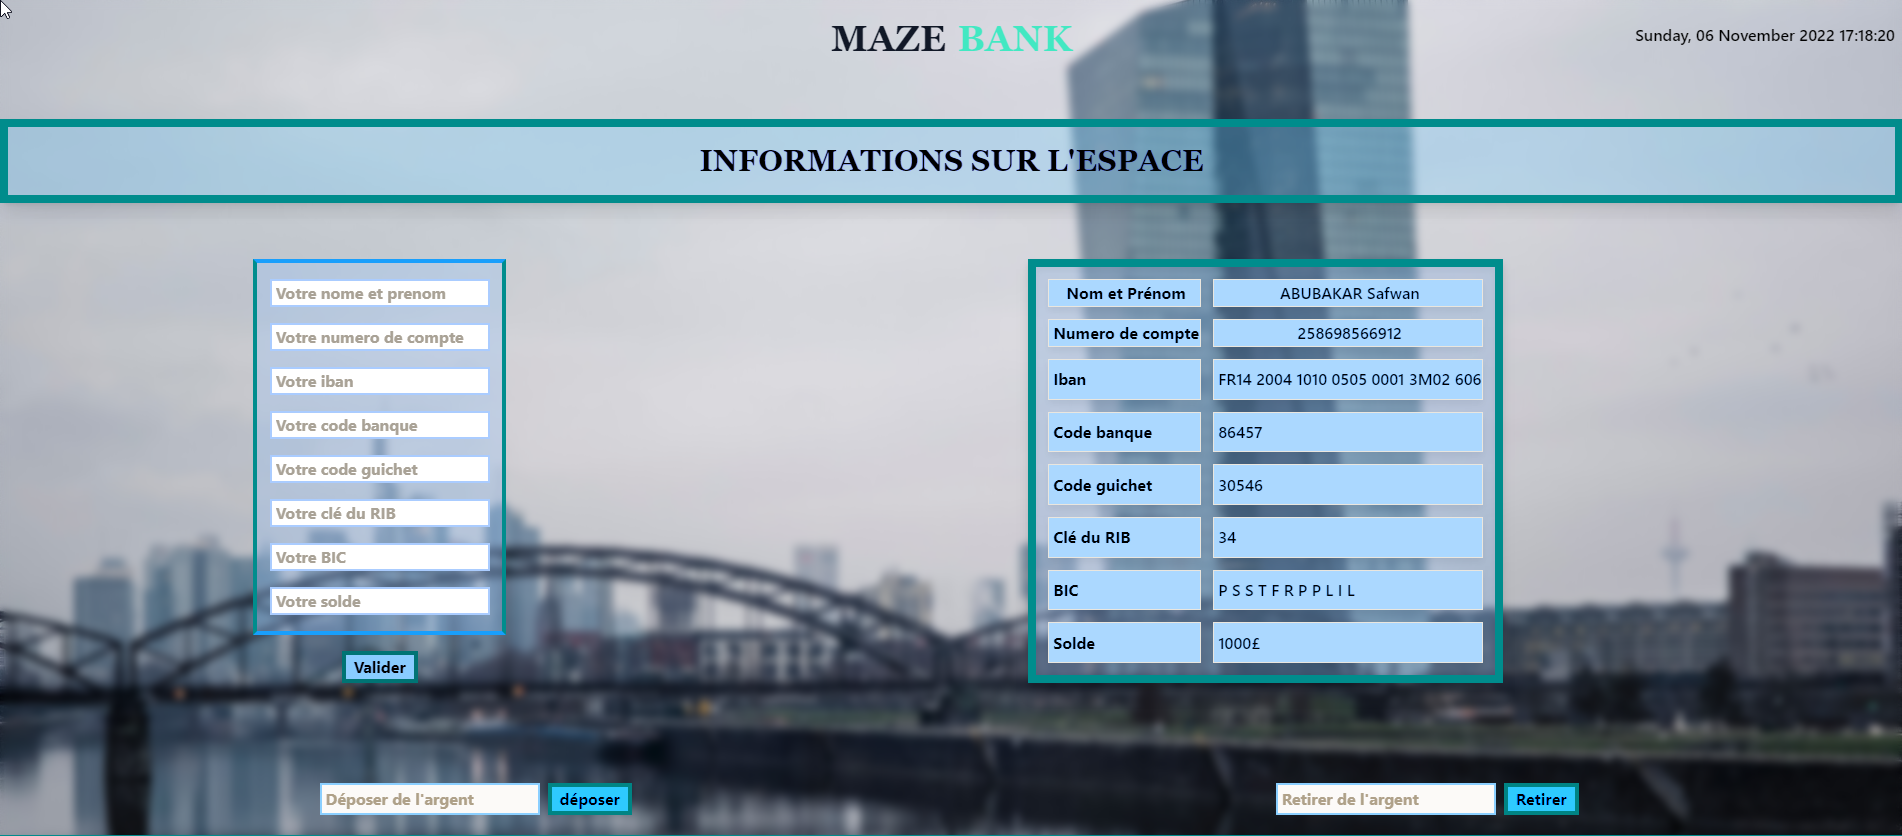 MAZE BANK
Sunday, 06 November 2022 17:18:20
INFORMATIONS SUR L'ESPACE
Votre nome et prenom
Votre numero de compte
Votre iban
Votre code banque
Votre code guichet
Votre clé du RIB
Votre BIC
Votre solde
Valider
Nom et Prénom ABUBAKAR Safwan
Numero de compte 258698566912
Iban FR14 2004 1010 0505 0001 3M02 606
Code banque 86457
Code guichet 30546
Clé du RIB 34
BIC P S S T F R P P L I L
Solde 1000£
Déposer de l'argent déposer
Retirer de l'argent Retirer